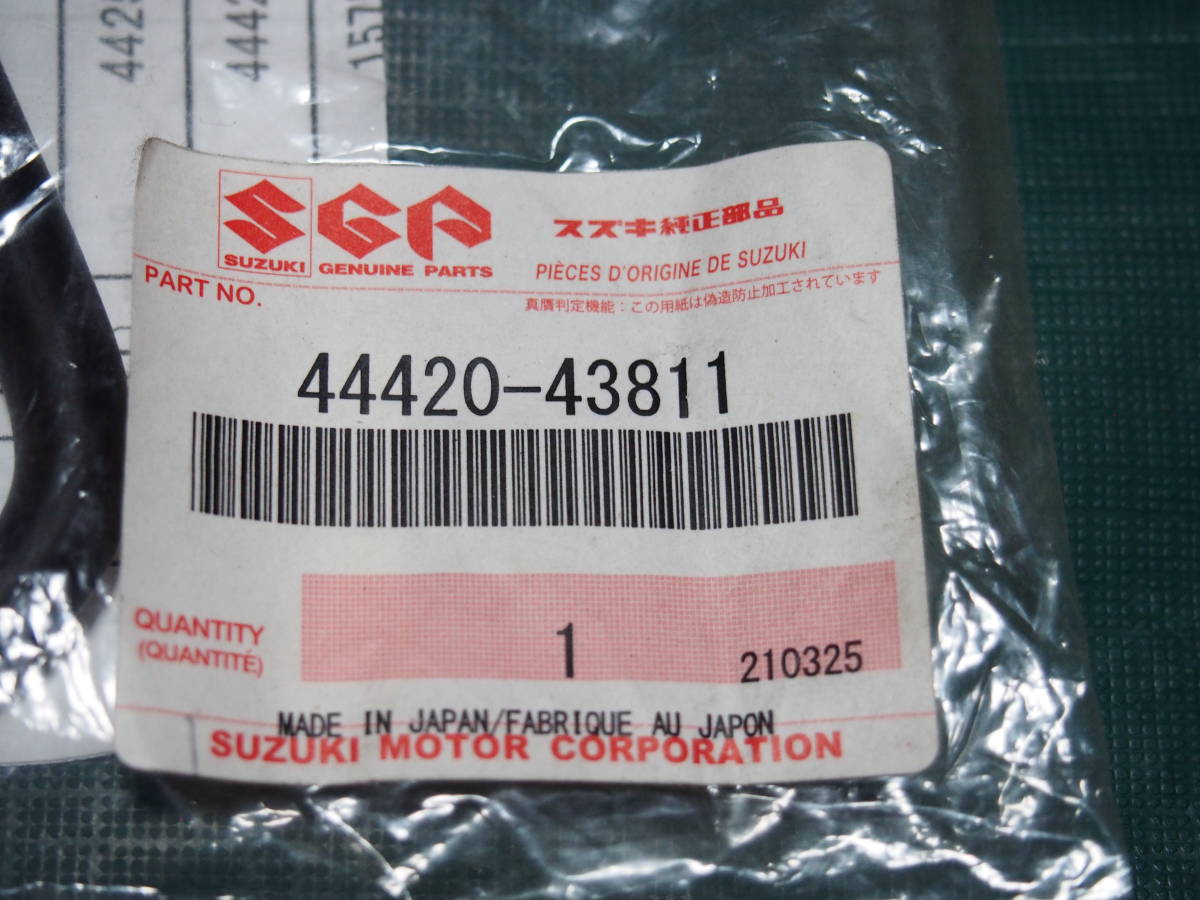 SUZUKI
SGP
GENUINE PARTS
スズキ純正部品
PIÈCES D'ORIGINE DE SUZUKI
真贋判定機能：この用紙は偽造防止加工されています
PART NO.
44420-43811
QUANTITY
(QUANTITÉ)
1
210325
MADE IN JAPAN/FABRIQUE AU JAPON
SUZUKI MOTOR CORPORATION